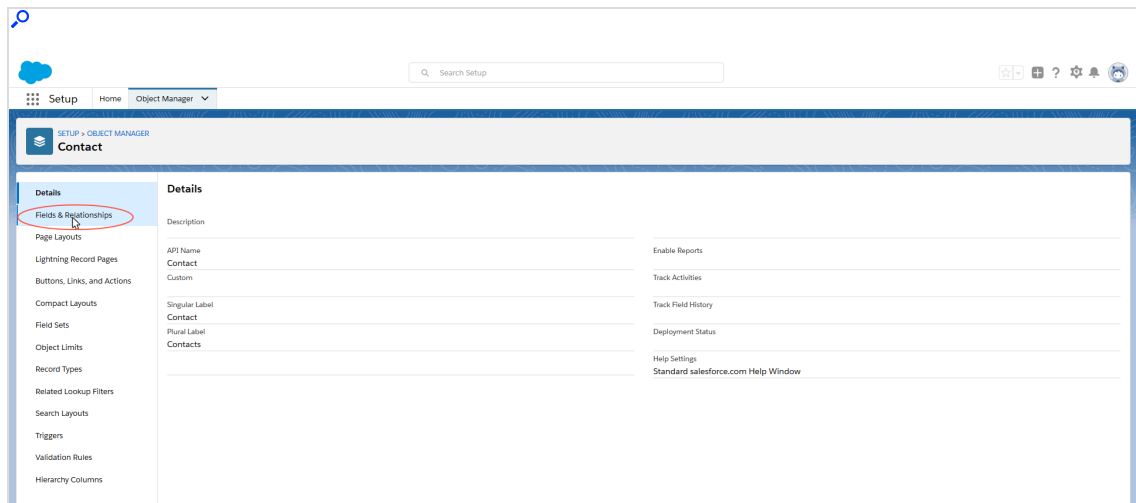 Search Setup
Setup Home Object Manager
SETUP > OBJECT MANAGER
Contact
Details
Fields & Relationships
Page Layouts
Lightning Record Pages
Buttons, Links, and Actions
Compact Layouts
Field Sets
Object Limits
Record Types
Related Lookup Filters
Search Layouts
Triggers
Validation Rules
Hierarchy Columns
Details
Description
API Name
Contact
Custom
Singular Label
Contact
Plural Label
Contacts
Enable Reports
Track Activities
Track Field History
Deployment Status
Help Settings
Standard salesforce.com Help Window